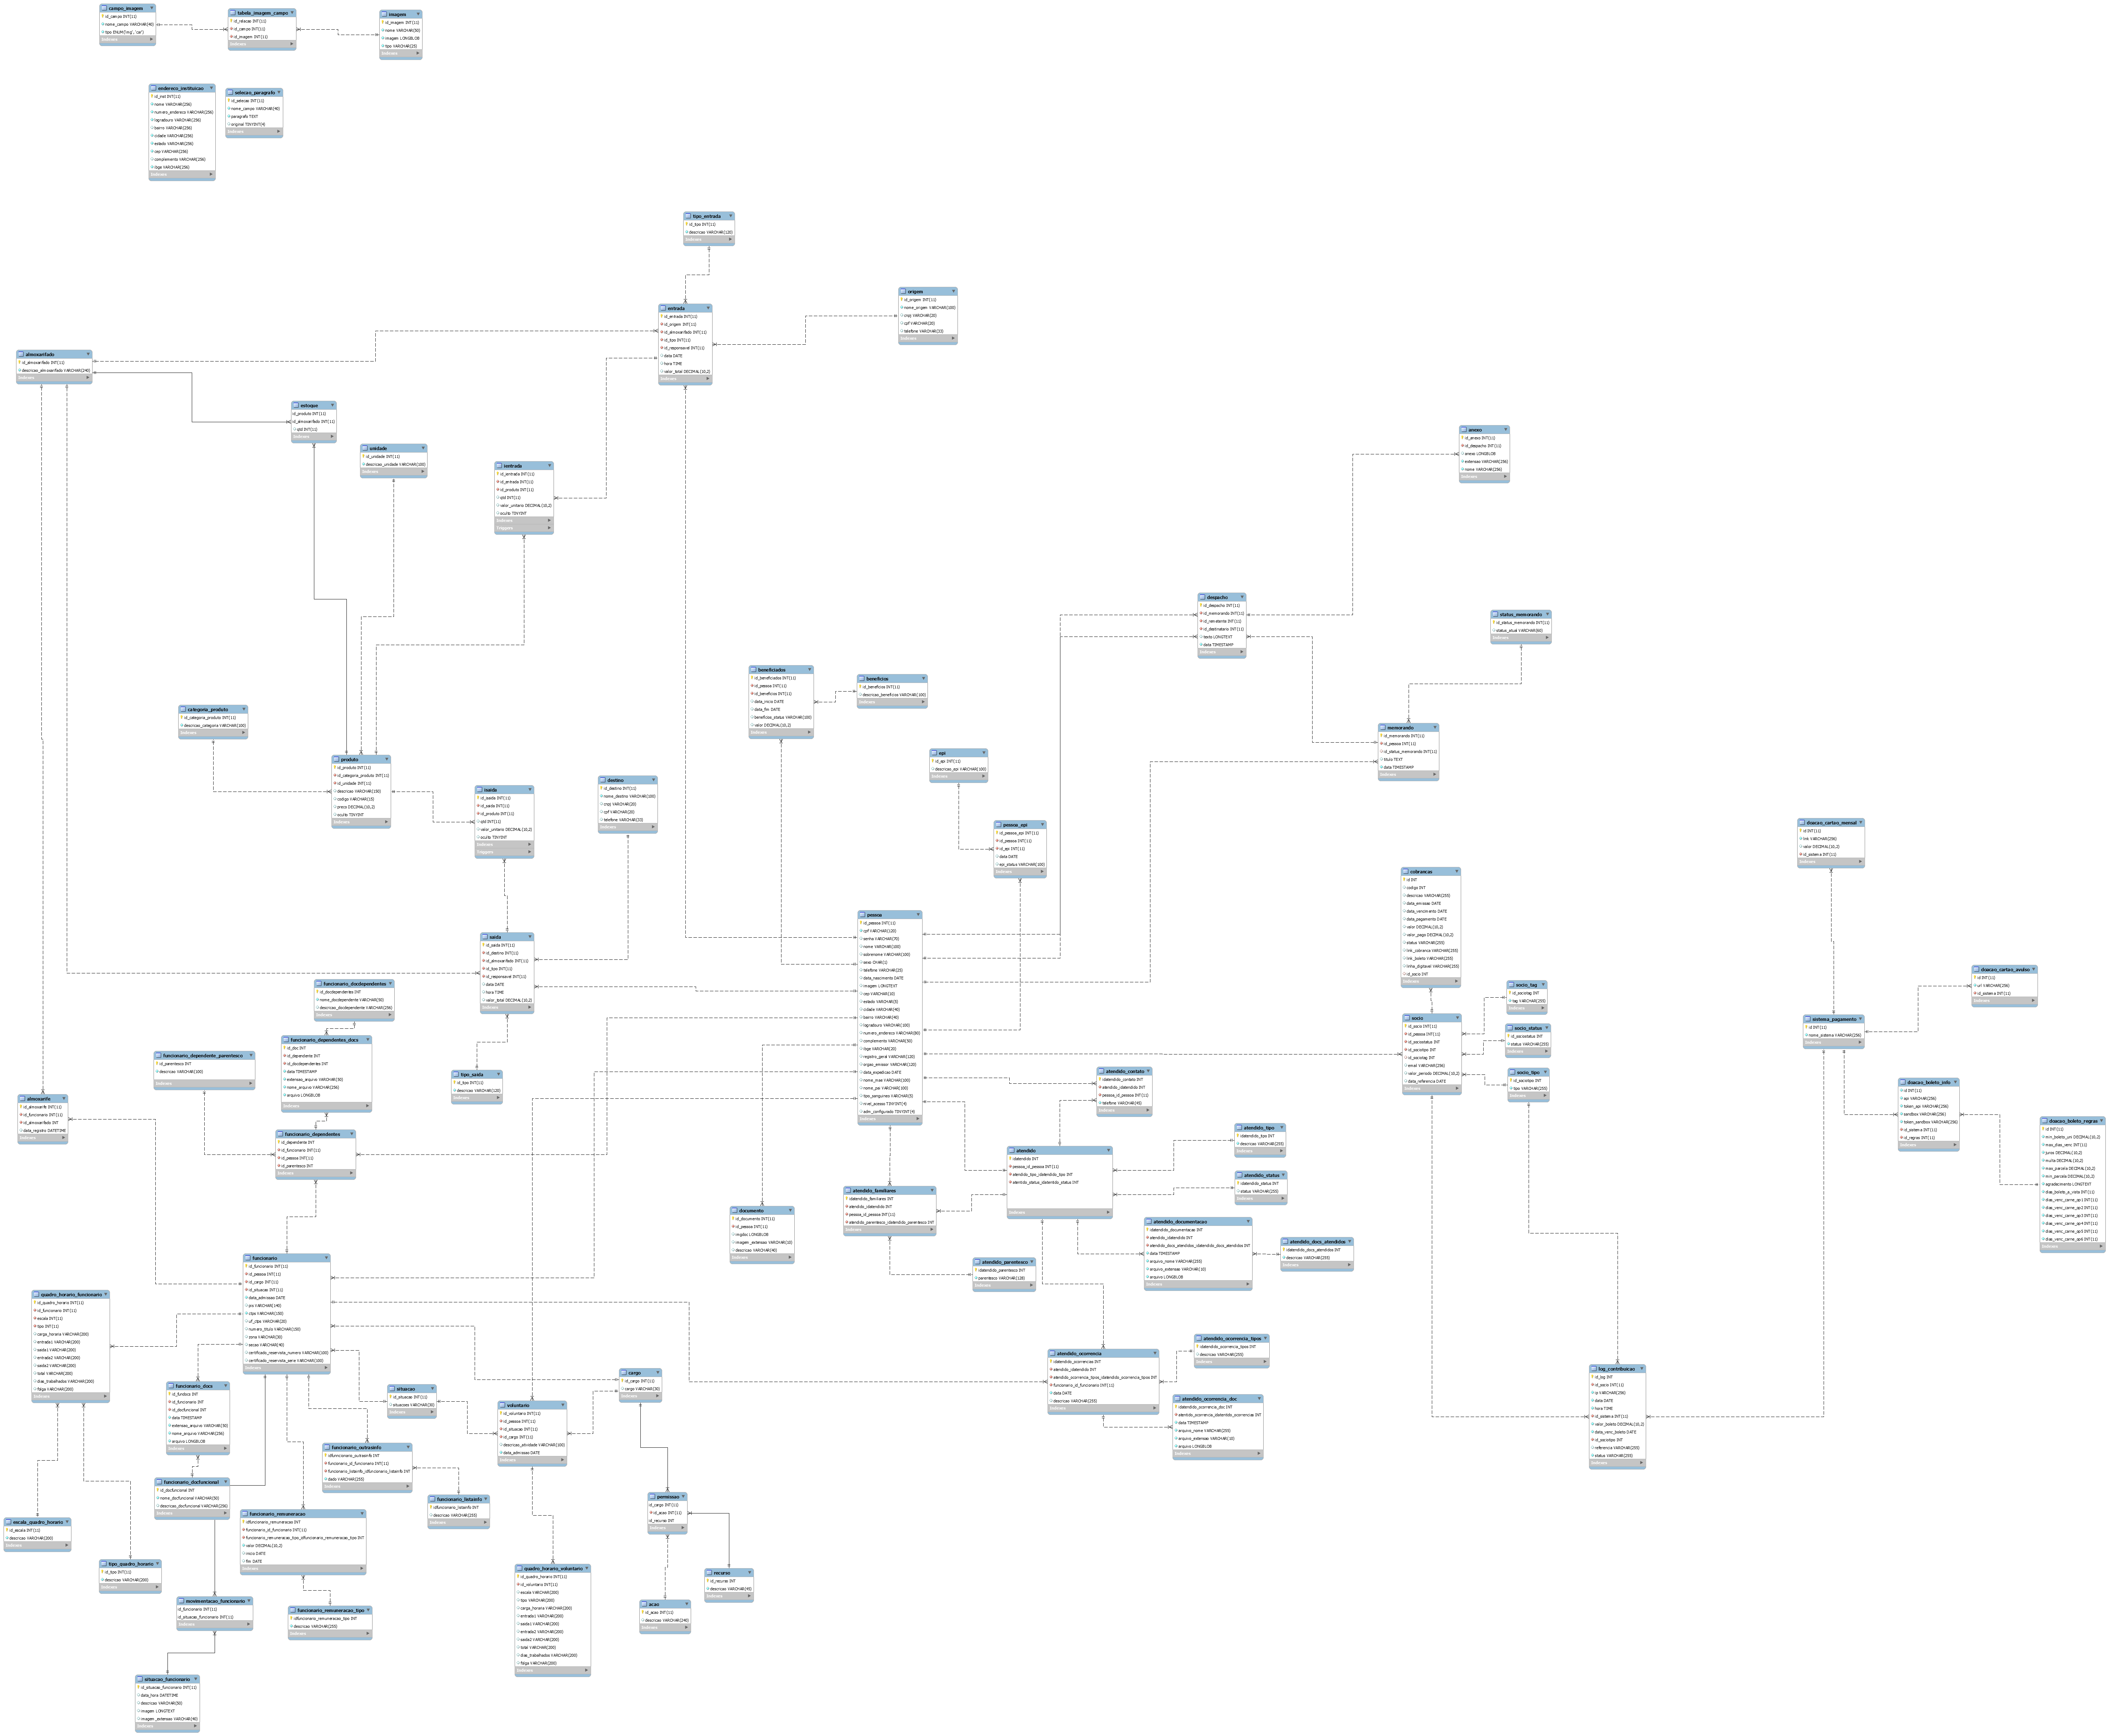 campo_imagem
id_campo INT(11)
nome_campo VARCHAR(40)
tipo ENUM('img', 'car')
Indexes
tabela_imagem_campo
id_relacao INT(11)
id_campo INT(11)
id_imagem INT(11)
Indexes
imagem
id_imagem INT(11)
nome VARCHAR(50)
imagem LONGBLOB
tipo VARCHAR(25)
Indexes
endereco_instituicao
id_inst INT(11)
nome VARCHAR(256)
numero_endereco VARCHAR(256)
logradouro VARCHAR(256)
bairro VARCHAR(256)
cidade VARCHAR(256)
estado VARCHAR(256)
cep VARCHAR(256)
complemento VARCHAR(256)
ibge VARCHAR(256)
Indexes
selecao_paragrafo
id_selecao INT(11)
nome_campo VARCHAR(40)
paragrafo TEXT
original TINYINT(4)
Indexes
tipo_entrada
id_tipo INT(11)
descricao VARCHAR(120)
Indexes
origem
id_origem INT(11)
nome_origem VARCHAR(100)
cnpj VARCHAR(20)
cpf VARCHAR(20)
telefone VARCHAR(33)
Indexes
entrada
id_entrada INT(11)
id_origem INT(11)
id_almoxarifado INT(11)
id_tipo INT(11)
id_responsavel INT(11)
data DATE
hora TIME
valor_total DECIMAL(10,2)
Indexes
almoxarifado
id_almoxarifado INT(11)
descricao_almoxarifado VARCHAR(240)
Indexes
estoque
id_produto INT(11)
id_almoxarifado INT(11)
qtd INT(11)
Indexes
unidade
id_unidade INT(11)
descricao_unidade VARCHAR(100)
Indexes
ientrada
id_ientrada INT(11)
id_entrada INT(11)
id_produto INT(11)
qtd INT(11)
valor_unitario DECIMAL(10,2)
oculto TINYINT
Indexes
Triggers
anexo
id_anexo INT(11)
id_despacho INT(11)
anexo LONGBLOB
extensao VARCHAR(256)
nome VARCHAR(256)
Indexes
despacho
id_despacho INT(11)
id_memorando INT(11)
id_remetente INT(11)
id_destinatario INT(11)
texto LONGTEXT
data TIMESTAMP
Indexes
status_memorando
id_status_memorando INT(11)
status_atual VARCHAR(60)
Indexes
beneficiados
id_beneficiados INT(11)
id_pessoa INT(11)
id_beneficios INT(11)
data_inicio DATE
data_fim DATE
beneficios_status VARCHAR(100)
valor DECIMAL(10,2)
Indexes
beneficios
id_beneficios INT(11)
descricao_beneficios VARCHAR(100)
Indexes
categoria_produto
id_categoria_produto INT(11)
descricao_categoria VARCHAR(100)
Indexes
memorando
id_memorando INT(11)
id_pessoa INT(11)
id_status_memorando INT(11)
titulo TEXT
data TIMESTAMP
Indexes
produto
id_produto INT(11)
id_categoria_produto INT(11)
id_unidade INT(11)
descricao VARCHAR(150)
codigo VARCHAR(15)
preco DECIMAL(10,2)
oculto TINYINT
Indexes
epi
id_epi INT(11)
descricao_epi VARCHAR(100)
Indexes
isaida
id_isaida INT(11)
id_saida INT(11)
id_produto INT(11)
qtd INT(11)
valor_unitario DECIMAL(10,2)
oculto TINYINT
Indexes
Triggers
destino
id_destino INT(11)
nome_destino VARCHAR(100)
cnpj VARCHAR(20)
cpf VARCHAR(20)
telefone VARCHAR(33)
Indexes
pessoa_epi
id_pessoa_epi INT(11)
id_pessoa INT(11)
id_epi INT(11)
data DATE
epi_status VARCHAR(100)
Indexes
doacao_cartao_mensal
id INT(11)
link VARCHAR(256)
valor DECIMAL(10,2)
id_sistema INT(11)
Indexes
cobrancas
id INT
codigo INT
descricao VARCHAR(255)
data_emissao DATE
data_vencimento DATE
data_pagamento DATE
valor DECIMAL(10,2)
valor_pago DECIMAL(10,2)
status VARCHAR(255)
link_cobranca VARCHAR(255)
link_boleto VARCHAR(255)
linha_digitavel VARCHAR(255)
id_socio INT
Indexes
pessoa
id_pessoa INT(11)
cpf VARCHAR(120)
senha VARCHAR(70)
nome VARCHAR(100)
sobrenome VARCHAR(100)
sexo CHAR(1)
telefone VARCHAR(25)
data_nascimento DATE
imagem LONGTEXT
cep VARCHAR(10)
estado VARCHAR(5)
cidade VARCHAR(40)
bairro VARCHAR(40)
logradouro VARCHAR(100)
numero_endereco VARCHAR(80)
complemento VARCHAR(50)
ibge VARCHAR(20)
registro_geral VARCHAR(120)
orgao_emissor VARCHAR(120)
data_expedicao DATE
nome_mae VARCHAR(100)
nome_pai VARCHAR(100)
tipo_sanguineo VARCHAR(5)
nivel_acesso TINYINT(4)
adm_configurado TINYINT(4)
Indexes
saida
id_saida INT(11)
id_destino INT(11)
id_almoxarifado INT(11)
id_tipo INT(11)
id_responsavel INT(11)
data DATE
hora TIME
valor_total DECIMAL(10,2)
Indexes
doacao_cartao_avulso
id INT(11)
url VARCHAR(256)
id_sistema INT(11)
Indexes
funcionario_docdependentes
id_docdependentes INT
nome_docdependente VARCHAR(50)
descricao_docdependente VARCHAR(256)
Indexes
socio_tag
id_sociotag INT
tag VARCHAR(255)
Indexes
socio
id_socio INT(11)
id_pessoa INT(11)
id_sociostatus INT
id_sociotipo INT
id_sociotag INT
email VARCHAR(256)
valor_periodo DECIMAL(10,2)
data_referencia DATE
Indexes
sistema_pagamento
id INT(11)
nome_sistema VARCHAR(256)
Indexes
socio_status
id_sociostatus INT
status VARCHAR(255)
Indexes
funcionario_dependentes_docs
id_doc INT
id_dependente INT
id_docdependentes INT
data TIMESTAMP
extensao_arquivo VARCHAR(50)
nome_arquivo VARCHAR(256)
arquivo LONGBLOB
Indexes
funcionario_dependente_parentesco
id_parentesco INT
descricao VARCHAR(100)
Indexes
tipo_saida
id_tipo INT(11)
descricao VARCHAR(120)
Indexes
atendido_contato
idatendido_contato INT
atendido_idatendido INT
pessoa_id_pessoa INT(11)
telefone VARCHAR(45)
Indexes
socio_tipo
id_sociotipo INT
tipo VARCHAR(255)
Indexes
doacao_boleto_info
id INT(11)
api VARCHAR(256)
token_api VARCHAR(256)
sandbox VARCHAR(256)
token_sandbox VARCHAR(256)
id_sistema INT(11)
id_regras INT(11)
Indexes
almoxarife
id_almoxarife INT(11)
id_funcionario INT(11)
id_almoxarifado INT
data_registro DATETIME
Indexes
doacao_boleto_regras
id INT(11)
min_boleto_uni DECIMAL(10,2)
max_dias_venc INT(11)
juros DECIMAL(10,2)
multa DECIMAL(10,2)
max_parcela DECIMAL(10,2)
min_parcela DECIMAL(10,2)
agradecimento LONGTEXT
dias_boleto_a_vista INT(11)
dias_venc_carne_op1 INT(11)
dias_venc_carne_op2 INT(11)
dias_venc_carne_op3 INT(11)
dias_venc_carne_op4 INT(11)
dias_venc_carne_op5 INT(11)
dias_venc_carne_op6 INT(11)
Indexes
funcionario_dependentes
id_dependente INT
id_funcionario INT(11)
id_pessoa INT(11)
id_parentesco INT
Indexes
atendido_tipo
idatendido_tipo INT
descricao VARCHAR(255)
Indexes
atendido
idatendido INT
pessoa_id_pessoa INT(11)
atendido_tipo_idatendido_tipo INT
atendido_status_idatendido_status INT
Indexes
atendido_status
idatendido_status INT
status VARCHAR(255)
Indexes
atendido_familiares
idatendido_familiares INT
atendido_idatendido INT
pessoa_id_pessoa INT(11)
atendido_parentesco_idatendido_parentesco INT
Indexes
documento
id_documento INT(11)
id_pessoa INT(11)
imgdoc LONGBLOB
imagem_extensao VARCHAR(10)
descricao VARCHAR(40)
Indexes
atendido_documentacao
idatendido_documentacao INT
atendido_idatendido INT
atendido_docs_atendidos_idatendido_docs_atendidos INT
data TIMESTAMP
arquivo_nome VARCHAR(255)
arquivo_extensao VARCHAR(10)
arquivo LONGBLOB
Indexes
atendido_docs_atendidos
idatendido_docs_atendidos INT
descricao VARCHAR(255)
Indexes
atendido_parentesco
idatendido_parentesco INT
parentesco VARCHAR(128)
Indexes
funcionario
id_funcionario INT(11)
id_pessoa INT(11)
id_cargo INT(11)
id_situacao INT(11)
data_admissao DATE
pis VARCHAR(140)
ctps VARCHAR(150)
uf_ctps VARCHAR(20)
numero_titulo VARCHAR(150)
zona VARCHAR(30)
secao VARCHAR(40)
certificado_reservista_numero VARCHAR(100)
certificado_reservista_serie VARCHAR(100)
Indexes
quadro_horario_funcionario
id_quadro_horario INT(11)
id_funcionario INT(11)
escala INT(11)
tipo INT(11)
carga_horaria VARCHAR(200)
entrada1 VARCHAR(200)
saida1 VARCHAR(200)
entrada2 VARCHAR(200)
saida2 VARCHAR(200)
total VARCHAR(200)
dias_trabalhados VARCHAR(200)
folga VARCHAR(200)
Indexes
atendido_ocorrencia_tipos
idatendido_ocorrencia_tipos INT
descricao VARCHAR(255)
Indexes
atendido_ocorrencia
idatendido_ocorrencias INT
atendido_idatendido INT
atendido_ocorrencia_tipos_idatendido_ocorrencia_tipos INT
funcionario_id_funcionario INT(11)
data DATE
descricao VARCHAR(255)
Indexes
log_contribuicao
id_log INT
id_socio INT(11)
ip VARCHAR(256)
data DATE
hora TIME
id_sistema INT(11)
valor_boleto DECIMAL(10,2)
data_venc_boleto DATE
id_sociotipo INT
referencia VARCHAR(255)
status VARCHAR(255)
Indexes
cargo
id_cargo INT(11)
cargo VARCHAR(30)
Indexes
funcionario_docs
id_fundocs INT
id_funcionario INT
id_docfuncional INT
data TIMESTAMP
extensao_arquivo VARCHAR(50)
nome_arquivo VARCHAR(256)
arquivo LONGBLOB
Indexes
situacao
id_situacao INT(11)
situacoes VARCHAR(30)
Indexes
atendido_ocorrencia_doc
idatendido_ocorrencia_doc INT
atentido_ocorrencia_idatentido_ocorrencias INT
data TIMESTAMP
arquivo_nome VARCHAR(255)
arquivo_extensao VARCHAR(10)
arquivo LONGBLOB
Indexes
voluntario
id_voluntario INT(11)
id_pessoa INT(11)
id_situacao INT(11)
id_cargo INT(11)
descricao_atividade VARCHAR(100)
data_admissao DATE
Indexes
funcionario_outrasinfo
idfuncionario_outrasinfo INT
funcionario_id_funcionario INT(11)
funcionario_listainfo_idfuncionario_listainfo INT
dado VARCHAR(255)
Indexes
funcionario_docfuncional
id_docfuncional INT
nome_docfuncional VARCHAR(50)
descricao_docfuncional VARCHAR(256)
Indexes
funcionario_listainfo
idfuncionario_listainfo INT
descricao VARCHAR(255)
Indexes
permissao
id_cargo INT(11)
id_acao INT(11)
id_recurso INT
Indexes
funcionario_remuneracao
idfuncionario_remuneracao INT
funcionario_id_funcionario INT(11)
funcionario_remuneracao_tipo_idfuncionario_remuneracao_tipo INT
valor DECIMAL(10,2)
inicio DATE
fim DATE
Indexes
escala_quadro_horario
id_escala INT(11)
descricao VARCHAR(200)
Indexes
tipo_quadro_horario
id_tipo INT(11)
descricao VARCHAR(200)
Indexes
quadro_horario_voluntario
id_quadro_horario INT(11)
id_voluntario INT(11)
escala VARCHAR(200)
tipo VARCHAR(200)
carga_horaria VARCHAR(200)
entrada1 VARCHAR(200)
saida1 VARCHAR(200)
entrada2 VARCHAR(200)
saida2 VARCHAR(200)
total VARCHAR(200)
dias_trabalhados VARCHAR(200)
folga VARCHAR(200)
Indexes
recurso
id_recurso INT
descricao VARCHAR(45)
Indexes
movimentacao_funcionario
id_funcionario INT(11)
id_situacao_funcionario INT(11)
Indexes
acao
id_acao INT(11)
descricao VARCHAR(240)
Indexes
funcionario_remuneracao_tipo
idfuncionario_remuneracao_tipo INT
descricao VARCHAR(255)
Indexes
situacao_funcionario
id_situacao_funcionario INT(11)
data_hora DATETIME
descricao VARCHAR(50)
imagem LONGTEXT
imagem_extensao VARCHAR(40)
Indexes